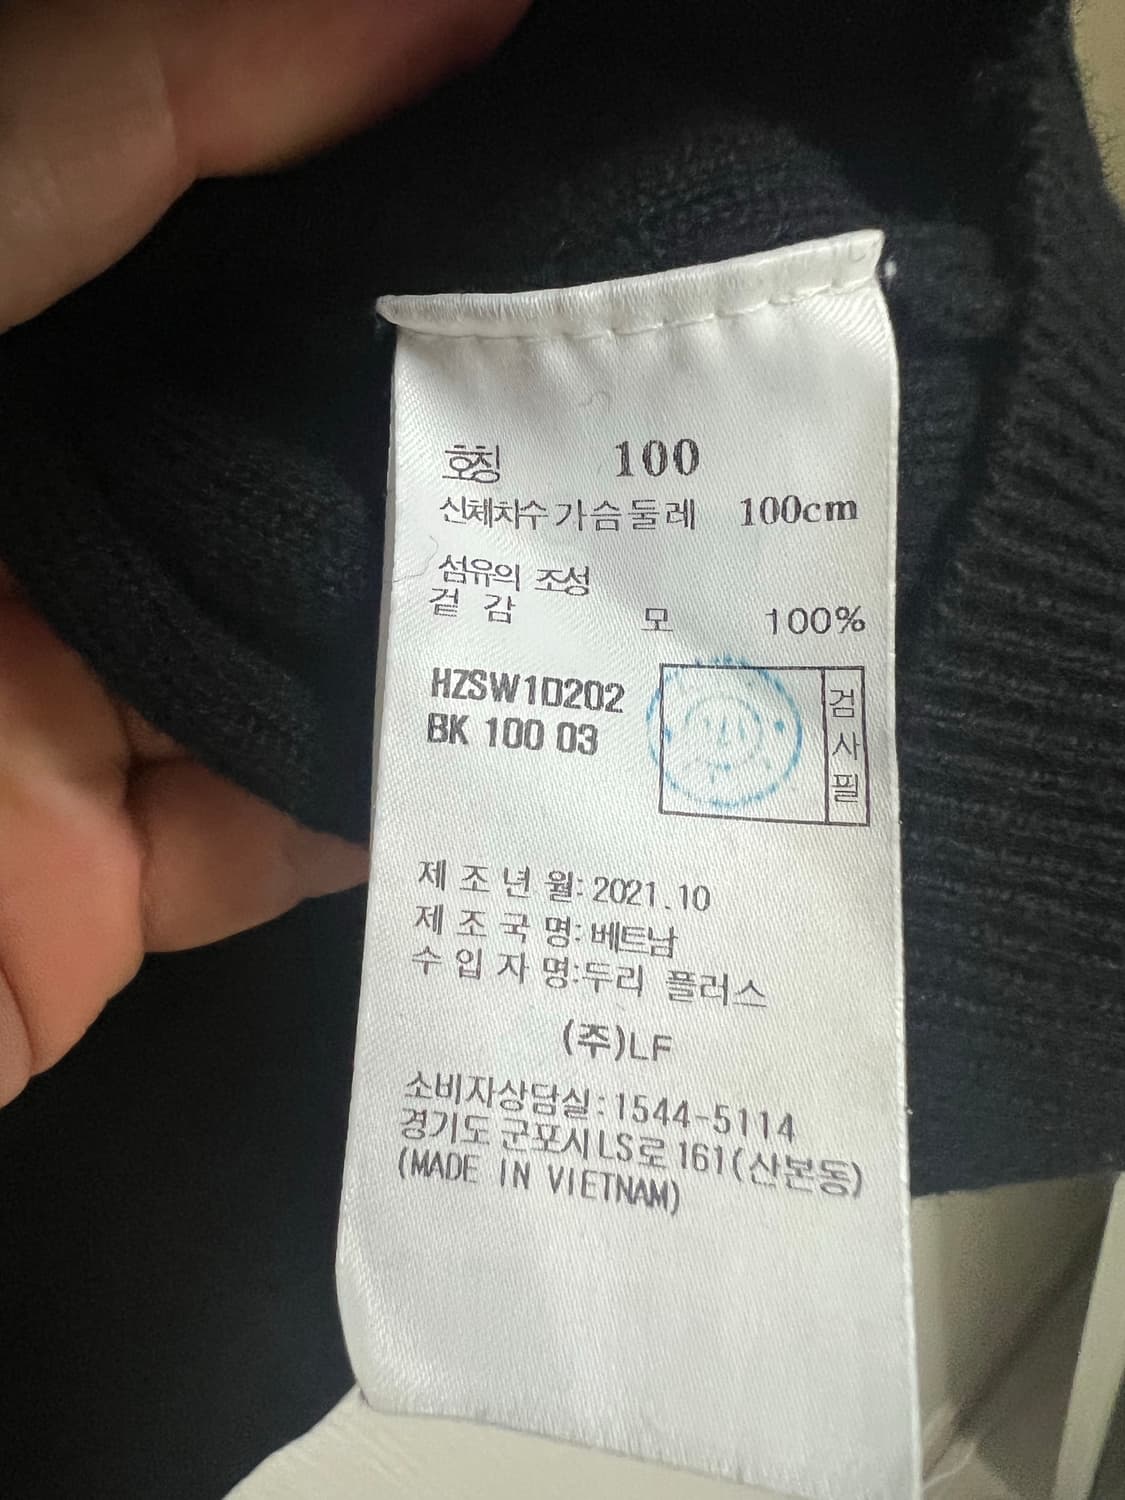 호칭 100
신체치수 가슴둘레 100cm
섬유의 조성
겉 감 모 100%
HZSW1D202
BK 100 03
검사필
제 조 년 월: 2021.10
제 조 국 명: 베트남
수 입 자 명: 두리 플러스
(주)LF
소비자상담실: 1544-5114
경기도 군포시 LS로 161(산본동)
(MADE IN VIETNAM)